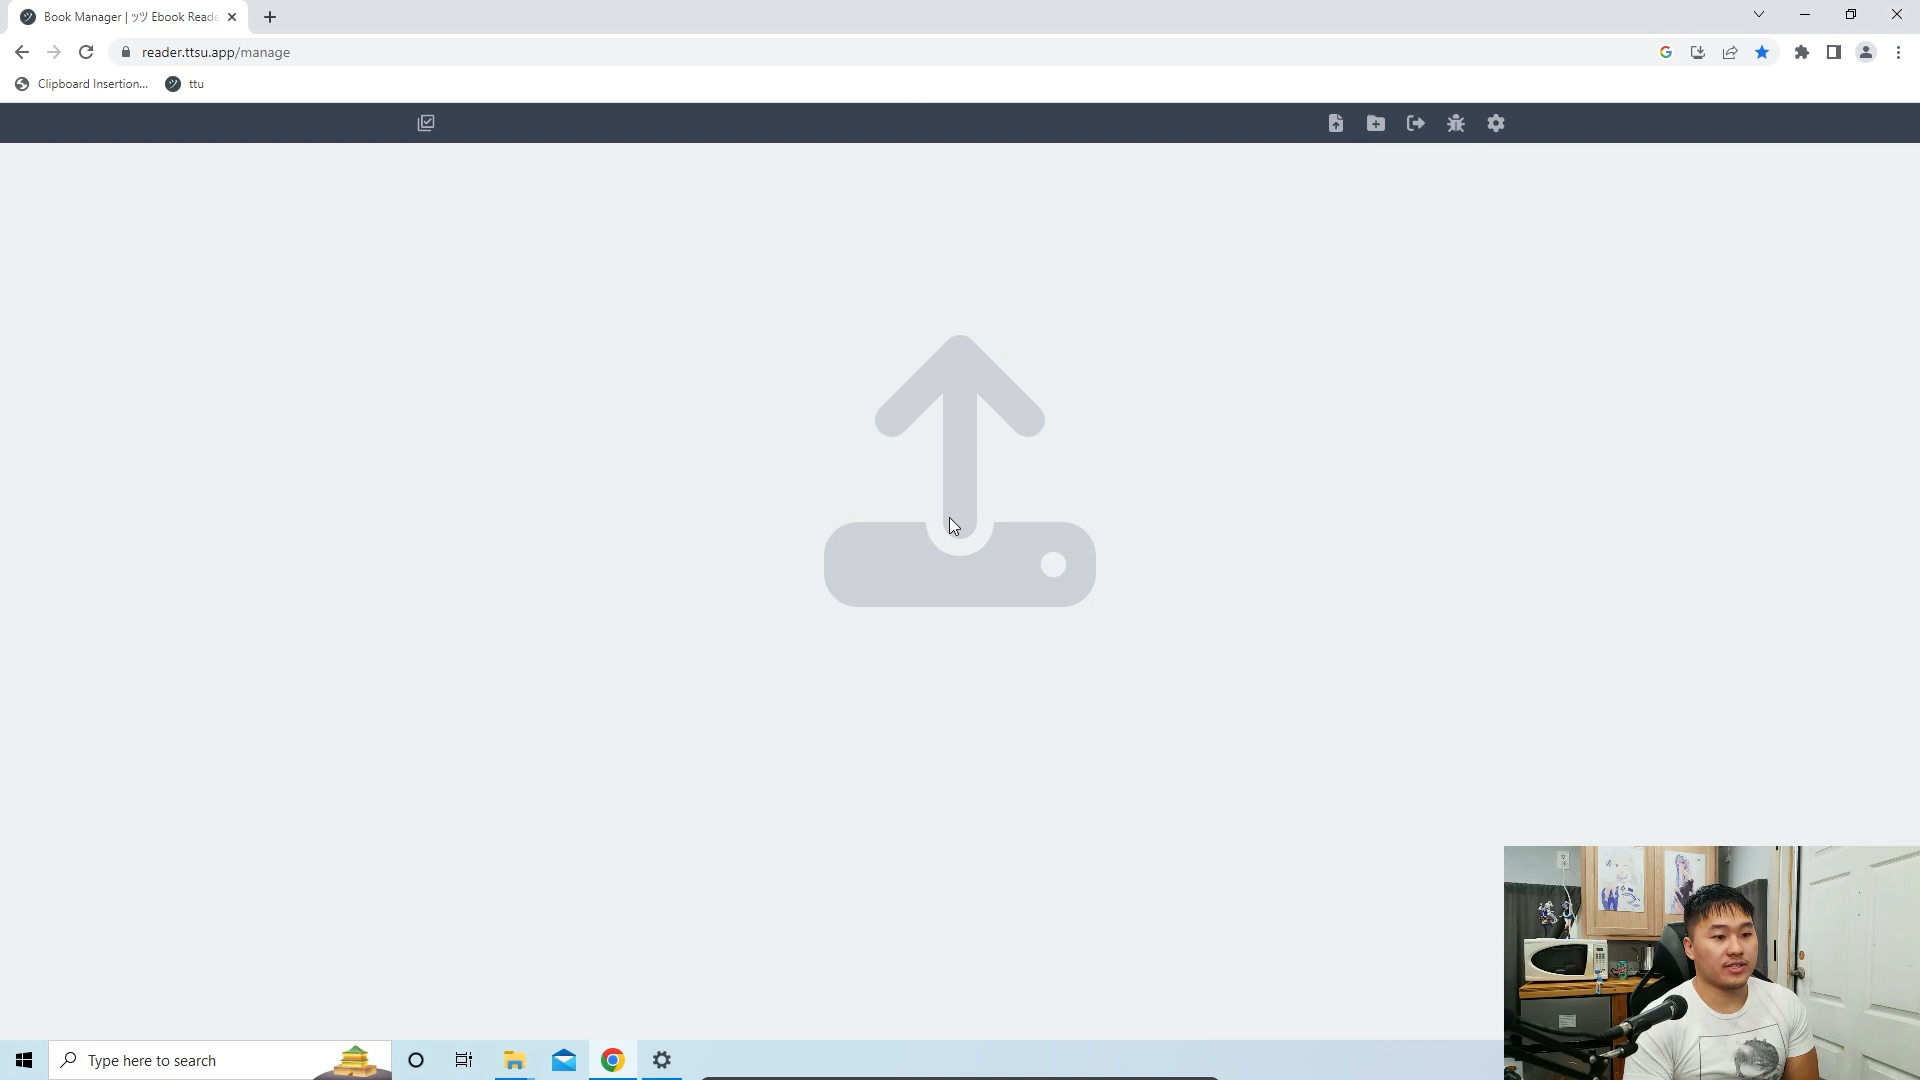 Book Manager | ッツ Ebook Reade
reader.ttsu.app/manage
Clipboard Insertion...
ttu
Type here to search